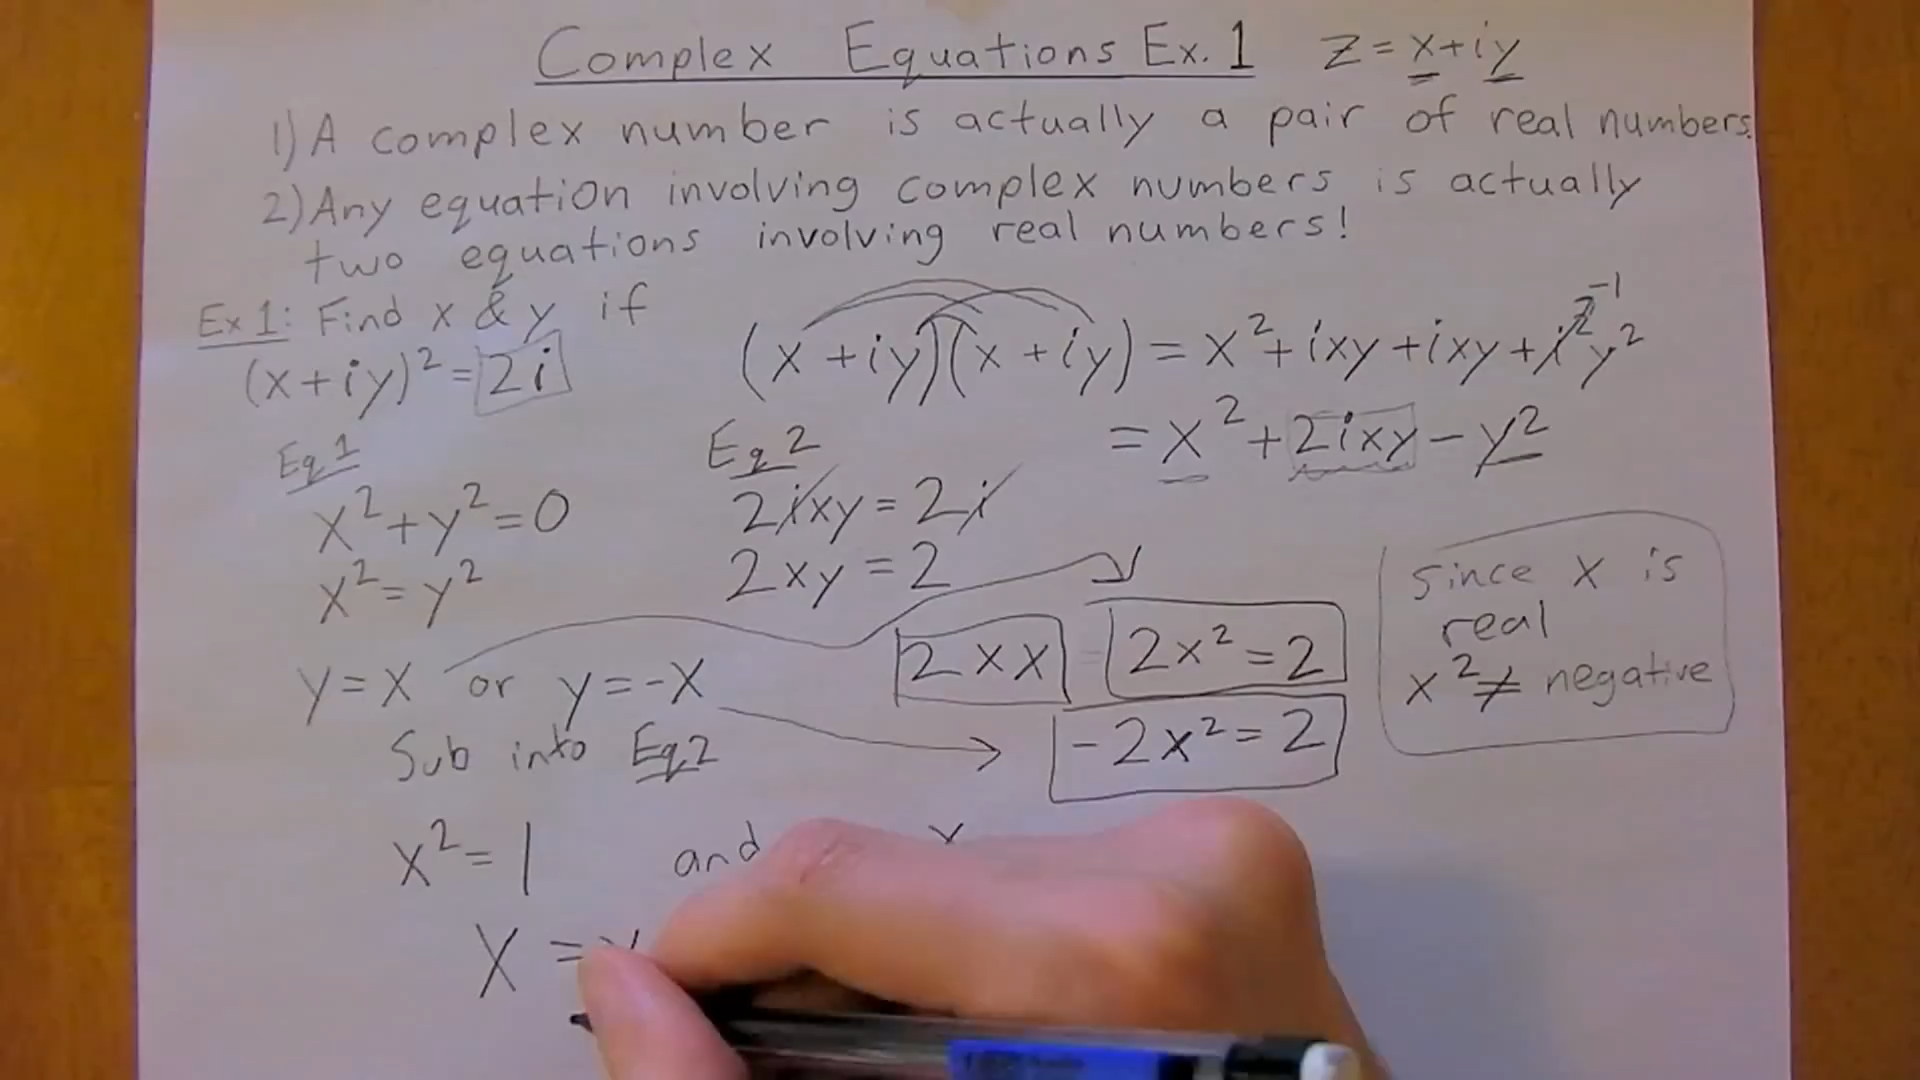 Complex Equations Ex. 1 Z = x + iy
1) A complex number is actually a pair of real numbers.
2) Any equation involving complex numbers is actually
two equations involving real numbers!
Ex 1: Find x & y if
(x+iy)² = 2i
(x + iy)(x + iy) = x² + ixy + ixy + i²y²
-1
= x² + 2ixy - y²
Eq 1
x² + y² = 0
x² = y²
Eq 2
2ixy = 2i
2xy = 2
y = x or y = -x
Sub into Eq2
2xx
2x² = 2
-2x² = 2
since x is
real
x² ≠ negative
x² = 1 and
x =